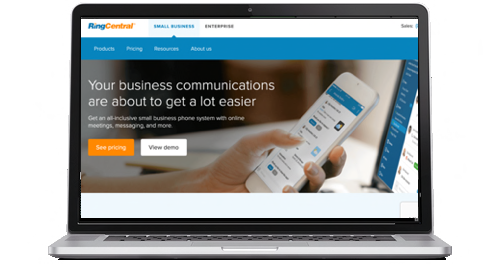 RingCentral
SMALL BUSINESS ENTERPRISE Sales:
Products Pricing Resources About us
Your business communications
are about to get a lot easier
Get an all-inclusive small business phone system with online
meetings, messaging, and more.
See pricing View demo